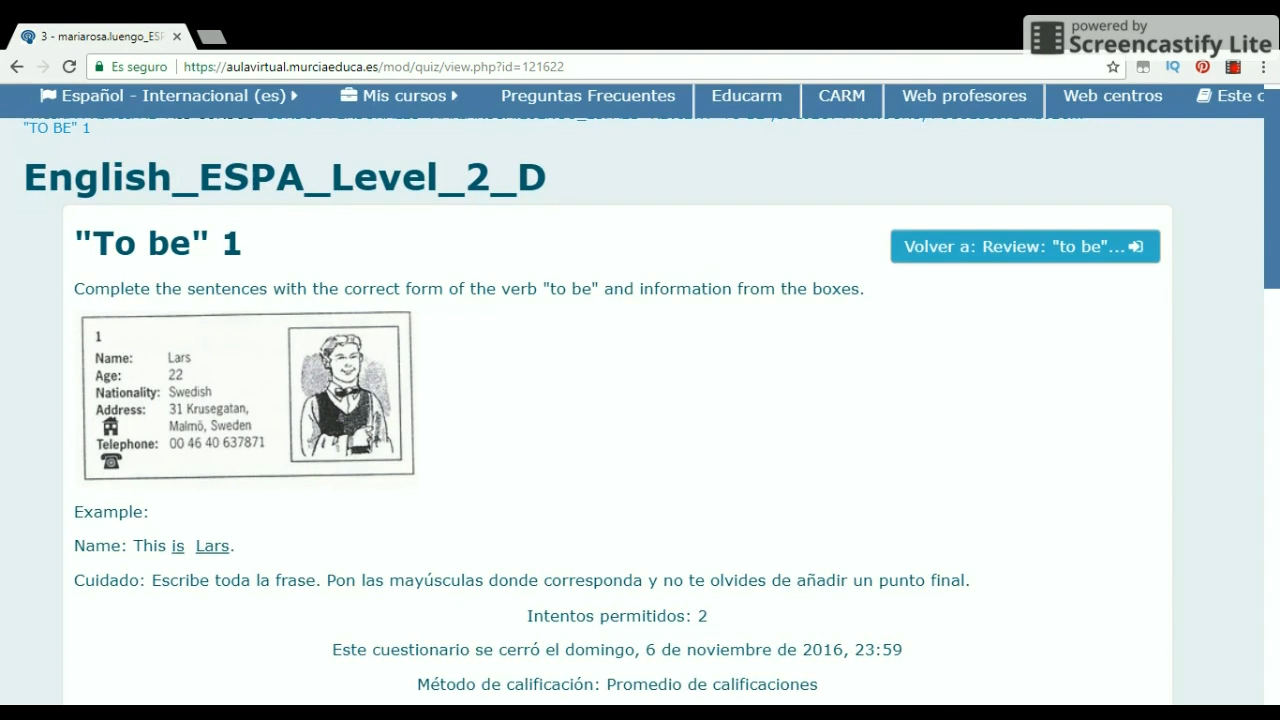 powered by
Screencastify Lite
3 - mariarosa.luengo_ESP
Es seguro
https://aulavirtual.murciaeduca.es/mod/quiz/view.php?id=121622
IQ
Español - Internacional (es)
Mis cursos
Preguntas Frecuentes
Educarm
CARM
Web profesores
Web centros
Este c
"TO BE" 1
English_ESPA_Level_2_D
"To be" 1
Volver a: Review: "to be"...
Complete the sentences with the correct form of the verb "to be" and information from the boxes.
1
Name: Lars
Age: 22
Nationality: Swedish
Address: 31 Krusegatan,
Malmö, Sweden
Telephone: 00 46 40 637871
Example:
Name: This is Lars.
Cuidado: Escribe toda la frase. Pon las mayúsculas donde corresponda y no te olvides de añadir un punto final.
Intentos permitidos: 2
Este cuestionario se cerró el domingo, 6 de noviembre de 2016, 23:59
Método de calificación: Promedio de calificaciones